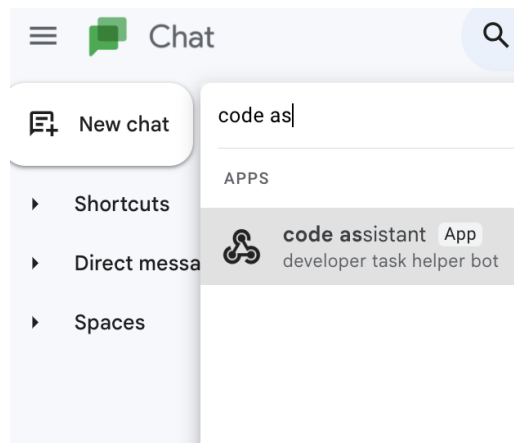 Chat
New chat
code as
APPS
Shortcuts
code assistant App
developer task helper bot
Direct messa
Spaces